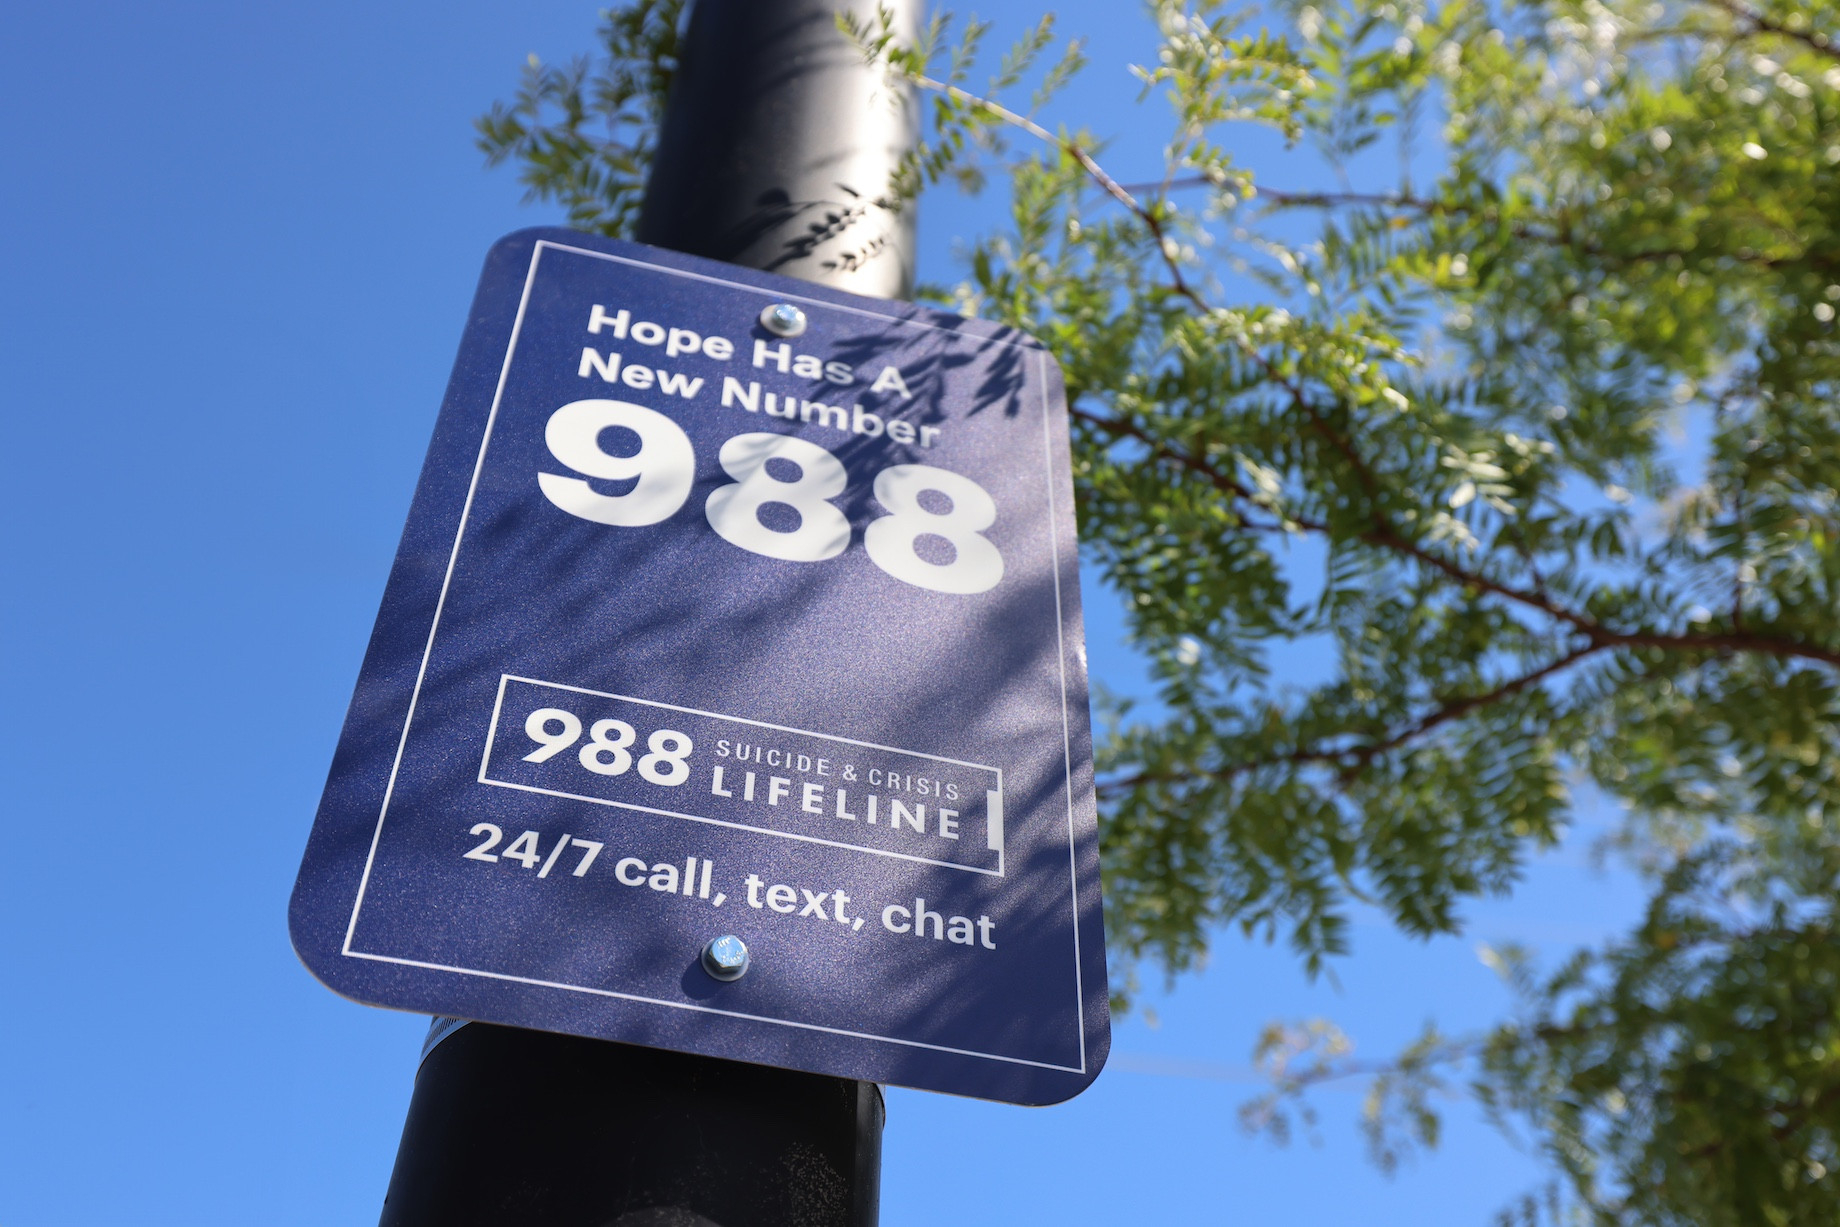 Hope Has A
New Number
988
988 SUICIDE & CRISIS
LIFELINE
24/7 call, text, chat